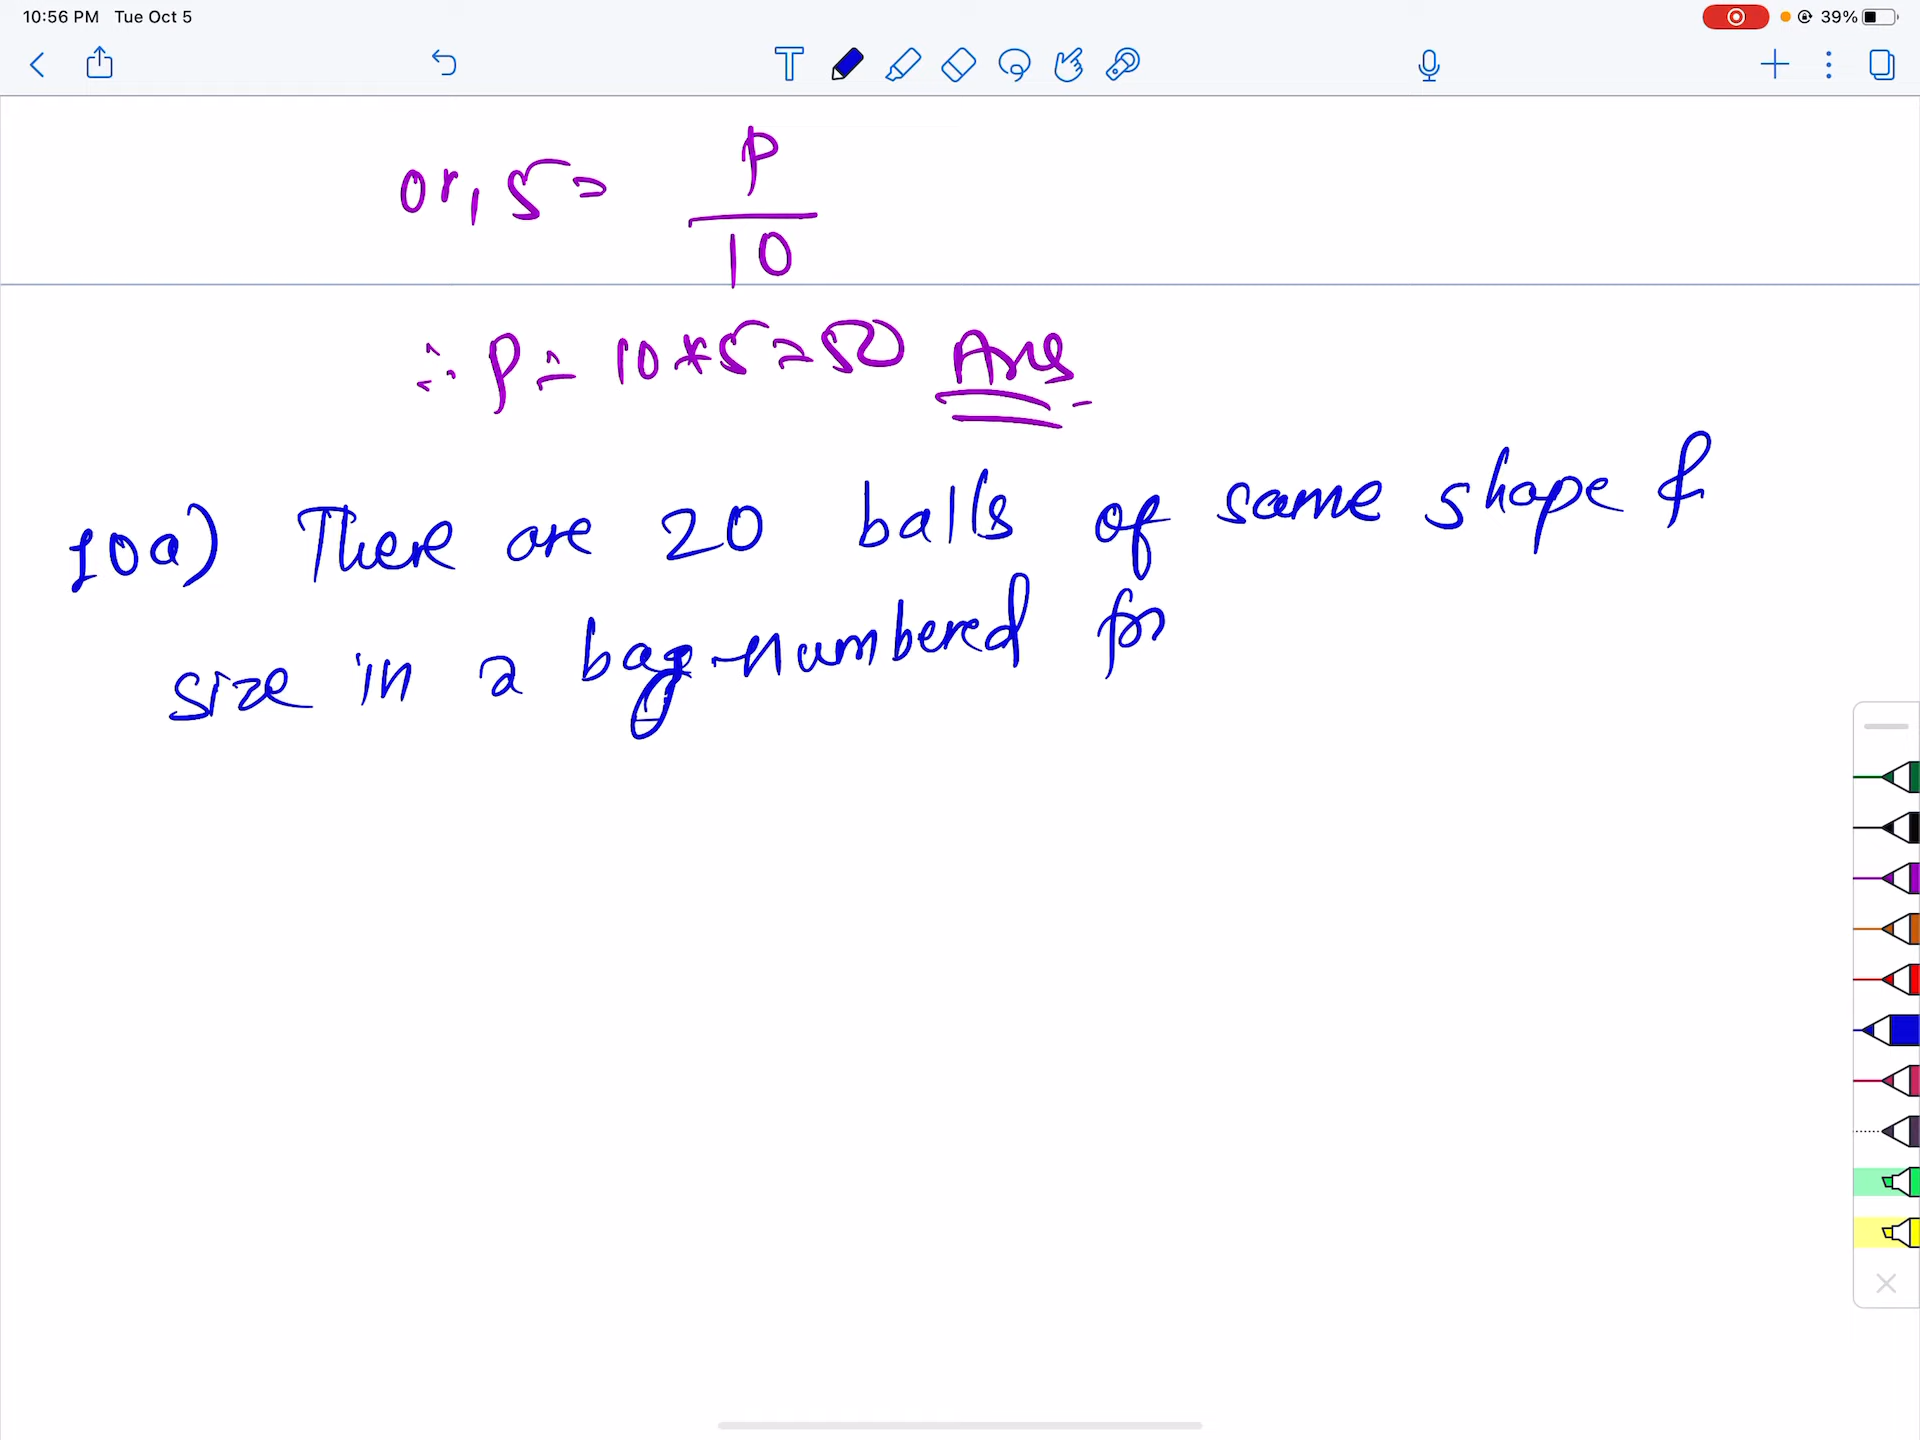 10:56 PM Tue Oct 5
39%
or, 5 = P/10
∴ P = 10*5 = 50 Ans
10a) There are 20 balls of same shape &
size in a bag numbered